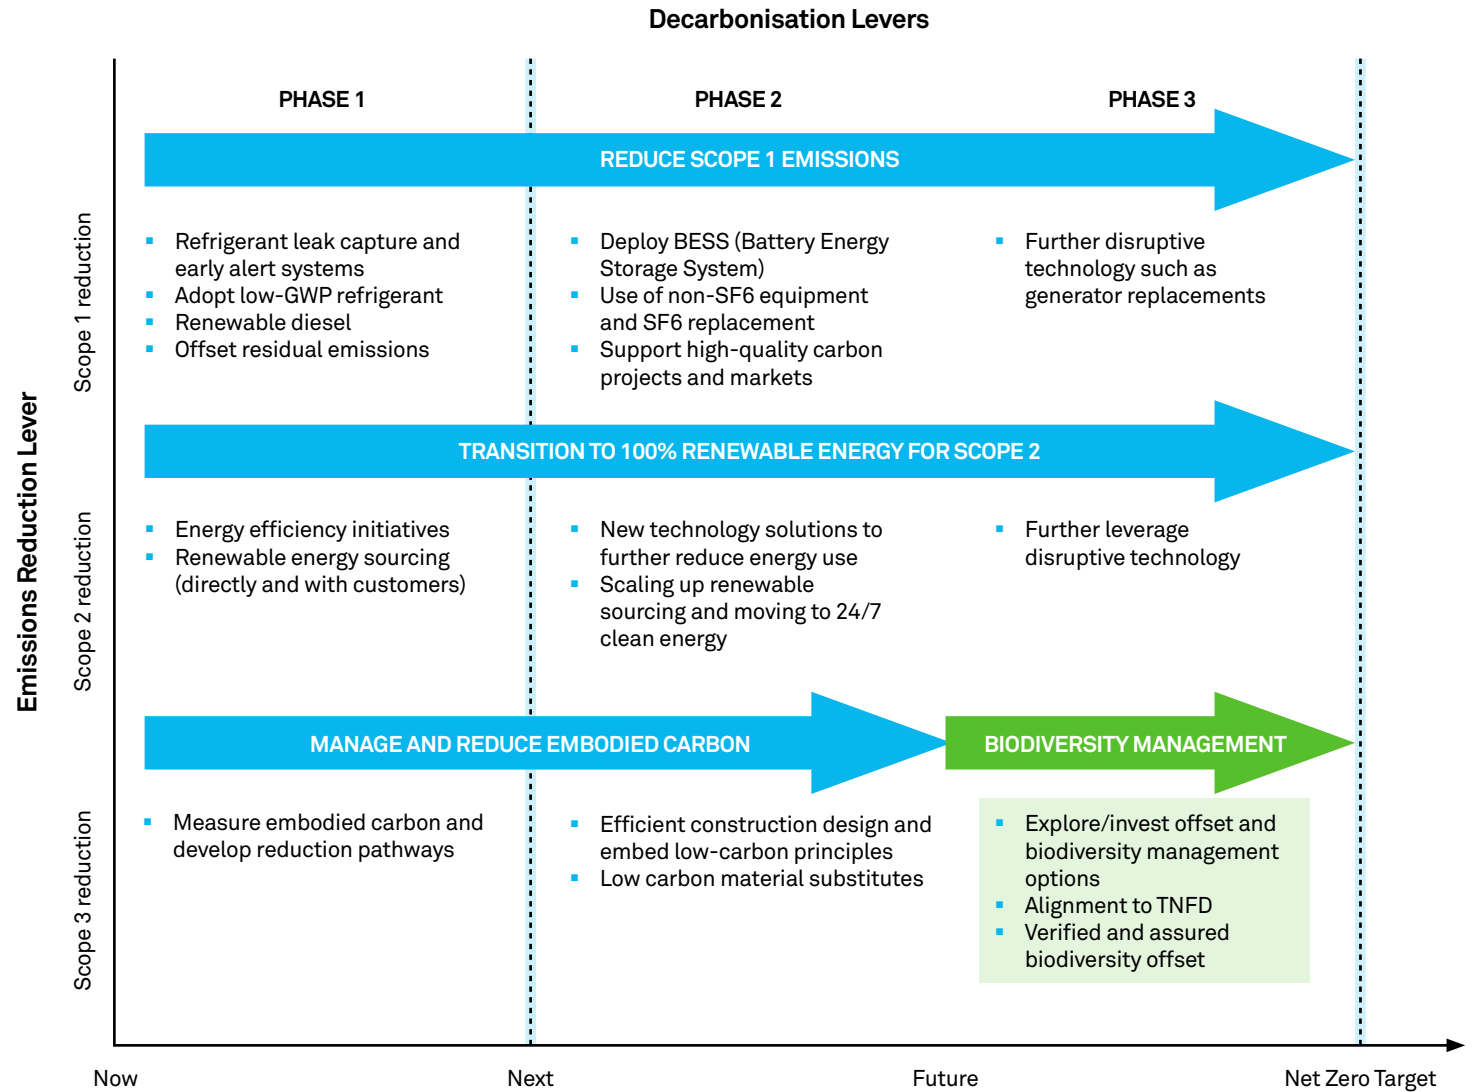 Decarbonisation Levers
PHASE 1
PHASE 2
PHASE 3
REDUCE SCOPE 1 EMISSIONS
Emissions Reduction Lever
Scope 1 reduction
▪ Refrigerant leak capture and
early alert systems
▪ Adopt low-GWP refrigerant
▪ Renewable diesel
▪ Offset residual emissions
▪ Deploy BESS (Battery Energy
Storage System)
▪ Use of non-SF6 equipment
and SF6 replacement
▪ Support high-quality carbon
projects and markets
▪ Further disruptive
technology such as
generator replacements
TRANSITION TO 100% RENEWABLE ENERGY FOR SCOPE 2
Scope 2 reduction
▪ Energy efficiency initiatives
▪ Renewable energy sourcing
(directly and with customers)
▪ New technology solutions to
further reduce energy use
▪ Scaling up renewable
sourcing and moving to 24/7
clean energy
▪ Further leverage
disruptive technology
MANAGE AND REDUCE EMBODIED CARBON
BIODIVERSITY MANAGEMENT
Scope 3 reduction
▪ Measure embodied carbon and
develop reduction pathways
▪ Efficient construction design and
embed low-carbon principles
▪ Low carbon material substitutes
▪ Explore/invest offset and
biodiversity management
options
▪ Alignment to TNFD
▪ Verified and assured
biodiversity offset
Now
Next
Future
Net Zero Target